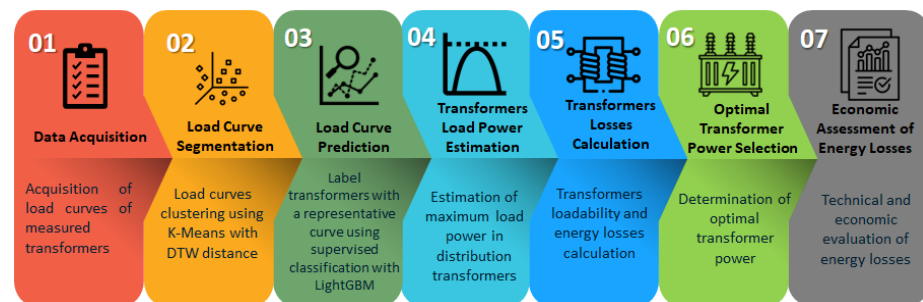 01
Data Acquisition
Acquisition of
load curves of
measured
transformers
02
Load Curve
Segmentation
Load curves
clustering using
K-Means with
DTW distance
03
Load Curve
Prediction
Label
transformers with
a representative
curve using
supervised
classification with
LightGBM
04
Transformers
Load Power
Estimation
Estimation of
maximum load
power in
distribution
transformers
05
Transformers
Losses
Calculation
Transformers
loadability and
energy losses
calculation
06
Optimal
Transformer
Power Selection
Determination of
optimal
transformer
power
07
Economic
Assessment of
Energy Losses
Technical and
economic
evaluation of
energy losses